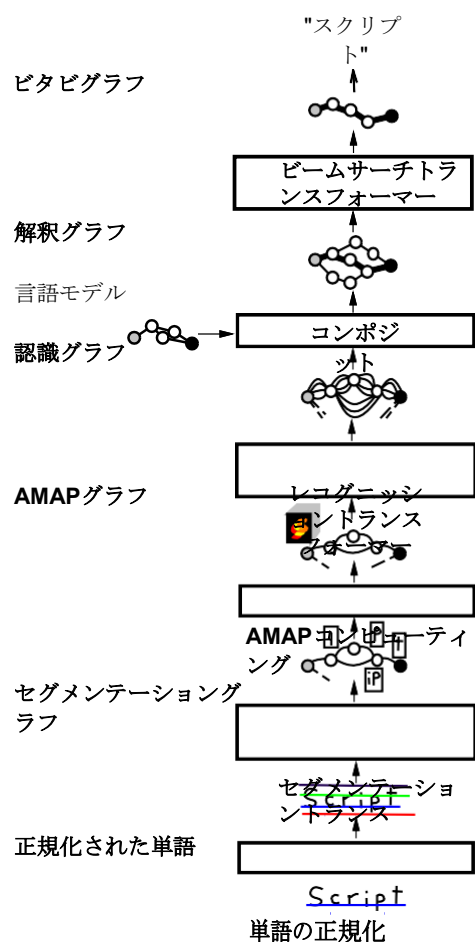 "スクリプ
ト"
ビタビグラフ
ビームサーチトラ
ンスフォーマー
解釈グラフ
言語モデル
コンポジ
認識グラフ
ット
AMAPグラフ
レコグニッシ
ョントランス
フォーマー
AMAPコンピューティ
ング
i
p
t
ip
セグメンテーショング
ラフ
セグメンテーショ
ントランス
Script
正規化された単語
Script
単語の正規化